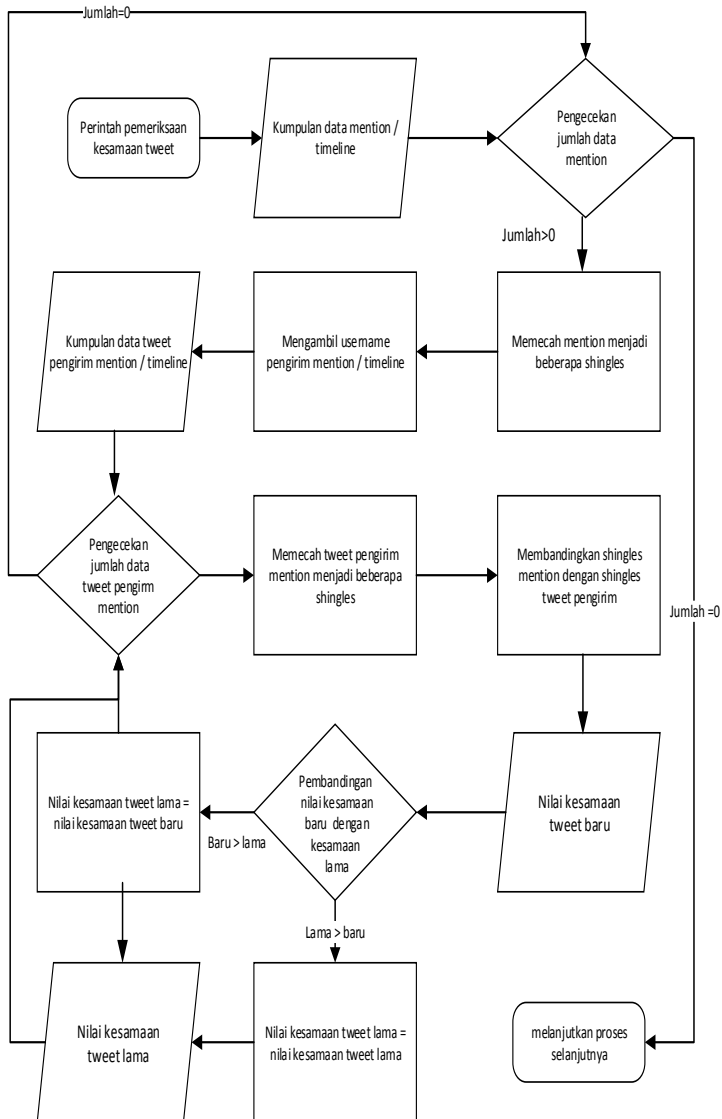 Jumlah=0
Perintah pemeriksaan
kesamaan tweet
Kumpulan data mention /
timeline
Pengecekan
jumlah data
mention
Jumlah>0
Kumpulan data tweet
pengirim mention / timeline
Mengambil username
pengirim mention / timeline
Memecah mention menjadi
beberapa shingles
Pengecekan
jumlah data
tweet pengirm
mention
Memecah tweet pengirim
mention menjadi beberapa
shingles
Membandingkan shingles
mention dengan shingles
tweet pengirim
Jumlah =0
Nilai kesamaan tweet lama =
nilai kesamaan tweet baru
Baru > lama
Pembandingan
nilai kesamaan
baru dengan
kesamaan
lama
Nilai kesamaan
tweet baru
Lama > baru
Nilai kesamaan
tweet lama
Nilai kesamaan tweet lama =
nilai kesamaan tweet lama
melanjutkan proses
selanjutnya